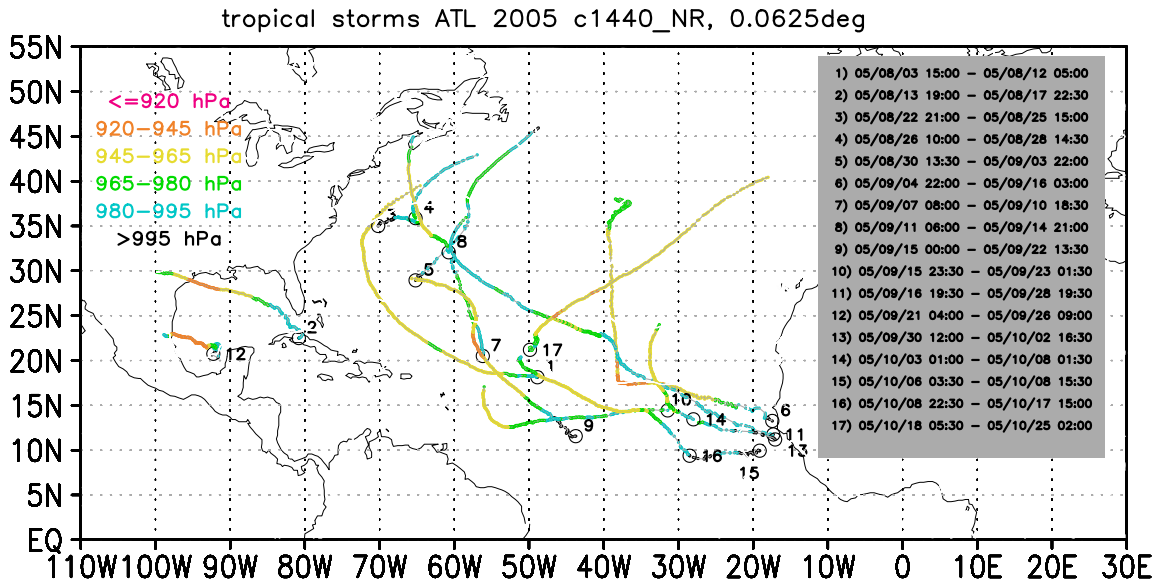 tropical storms ATL 2005 c1440_NR, 0.0625deg
55N
50N
45N
40N
35N
30N
25N
20N
15N
10N
5N
EQ
<=920 hPa
920-945 hPa
945-965 hPa
965-980 hPa
980-995 hPa
>995 hPa
1) 05/08/03 15:00 - 05/08/12 05:00
2) 05/08/13 19:00 - 05/08/17 22:30
3) 05/08/22 21:00 - 05/08/25 15:00
4) 05/08/26 10:00 - 05/08/28 14:30
5) 05/08/30 13:30 - 05/09/03 22:00
6) 05/09/04 22:00 - 05/09/16 03:00
7) 05/09/07 08:00 - 05/09/10 18:30
8) 05/09/11 06:00 - 05/09/14 21:00
9) 05/09/15 00:00 - 05/09/22 13:30
10) 05/09/15 23:30 - 05/09/23 01:30
11) 05/09/16 19:30 - 05/09/28 19:30
12) 05/09/21 04:00 - 05/09/26 09:00
13) 05/09/30 12:00 - 05/10/02 16:30
14) 05/10/03 01:00 - 05/10/08 01:30
15) 05/10/06 03:30 - 05/10/08 15:30
16) 05/10/08 22:30 - 05/10/17 15:00
17) 05/10/18 05:30 - 05/10/25 02:00
3
4
8
5
2
12
7
17
1
10
14
6
9
11
13
16
15
110W
100W
90W
80W
70W
60W
50W
40W
30W
20W
10W
0
10E
20E
30E